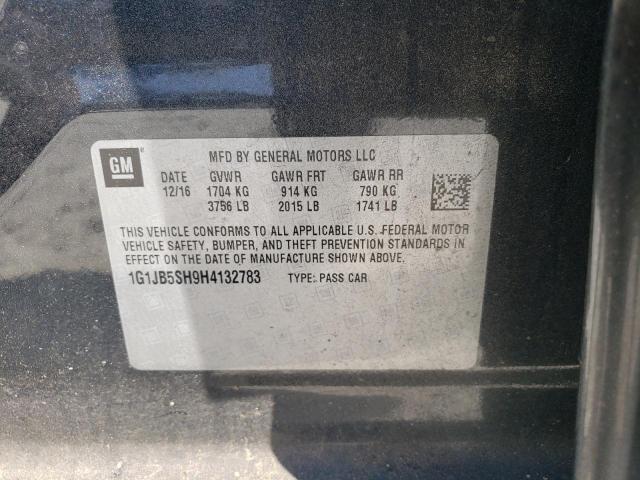 GM
MFD BY GENERAL MOTORS LLC
DATE GVWR GAWR FRT GAWR RR
12/16 1704 KG 914 KG 790 KG
3756 LB 2015 LB 1741 LB
THIS VEHICLE CONFORMS TO ALL APPLICABLE U.S. FEDERAL MOTOR
VEHICLE SAFETY, BUMPER, AND THEFT PREVENTION STANDARDS IN
EFFECT ON THE DATE OF MANUFACTURE SHOWN ABOVE.
1G1JB5SH9H4132783 TYPE: PASS CAR